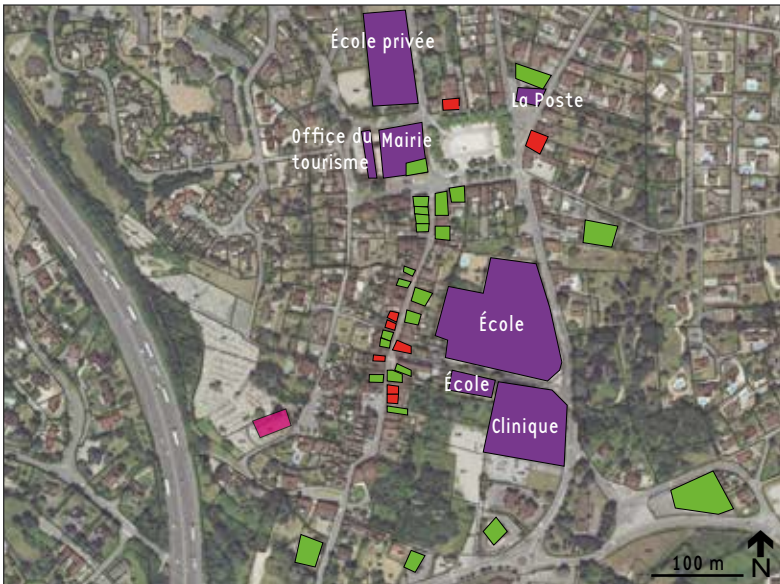 École privée
La Poste
Office du
tourisme
Mairie
École
École
Clinique
100 m
N